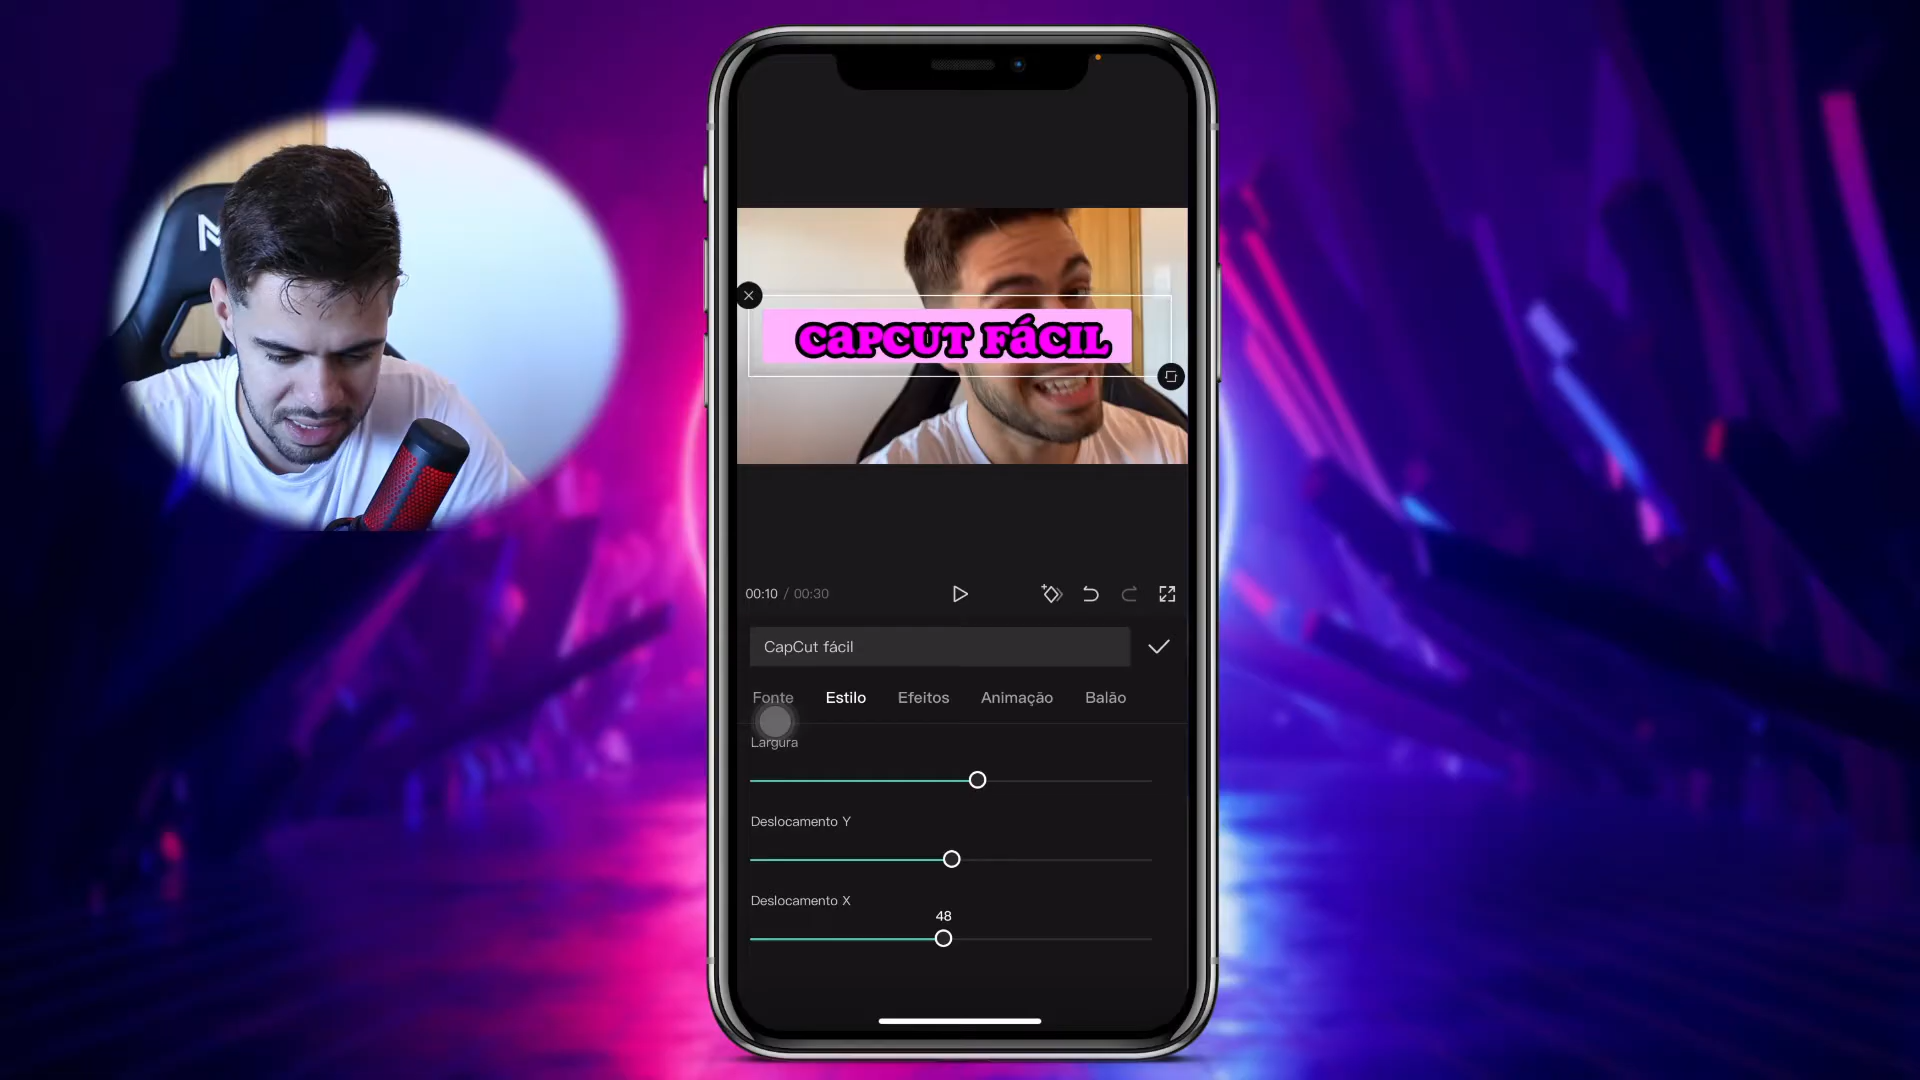 CAPCUT FÁCIL
00:10 / 00:30
CapCut fácil
Fonte Estilo Efeitos Animação Balão
Largura
Deslocamento Y
Deslocamento X
48